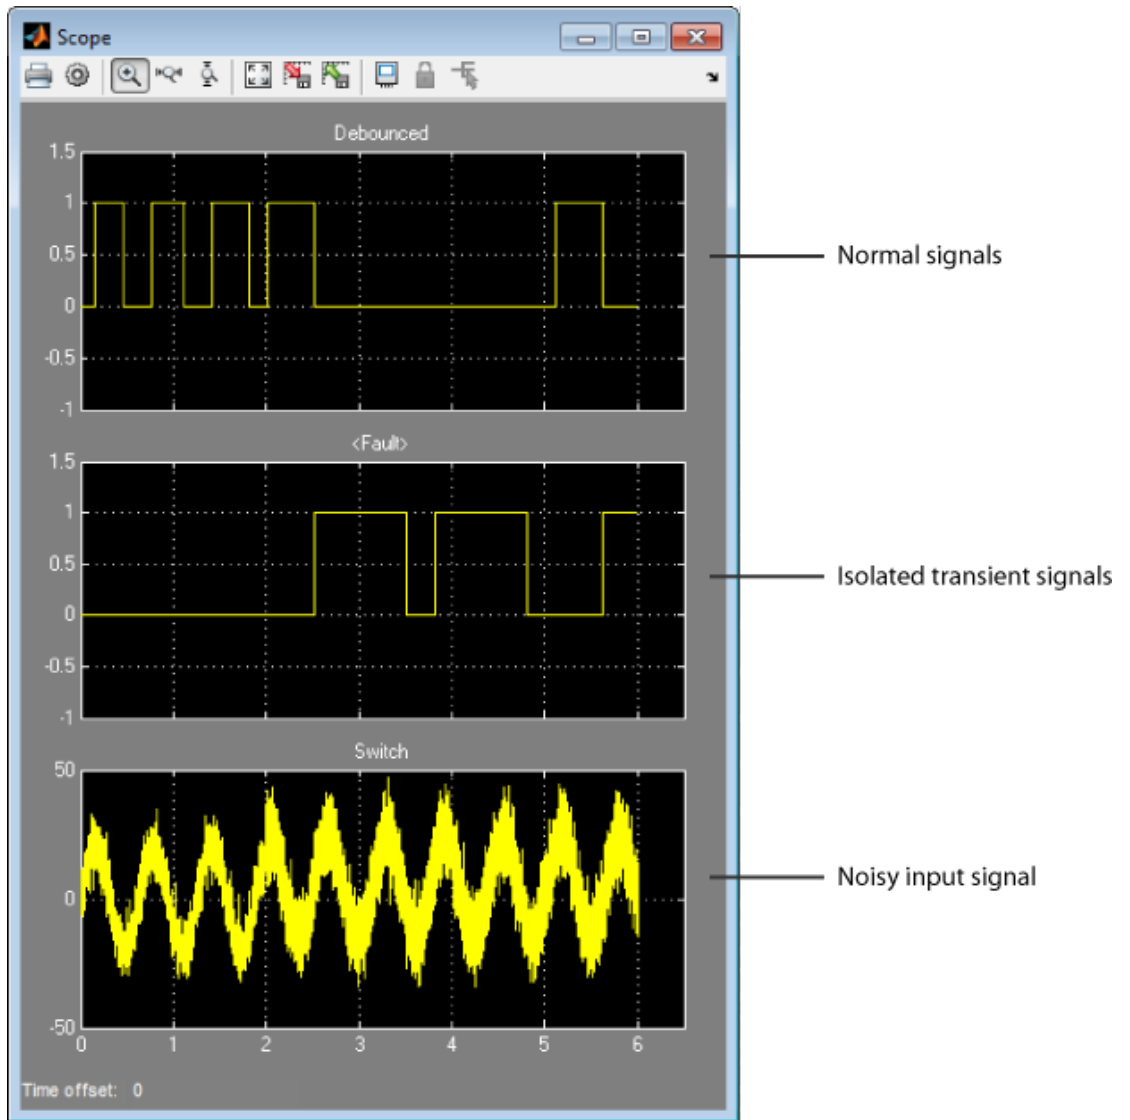 Scope
Debounced
1.5
1
0.5
0
-0.5
-1
Normal signals
<Fault>
1.5
1
0.5
0
-0.5
-1
Isolated transient signals
Switch
50
0
-50
Noisy input signal
0 1 2 3 4 5 6
Time offset: 0